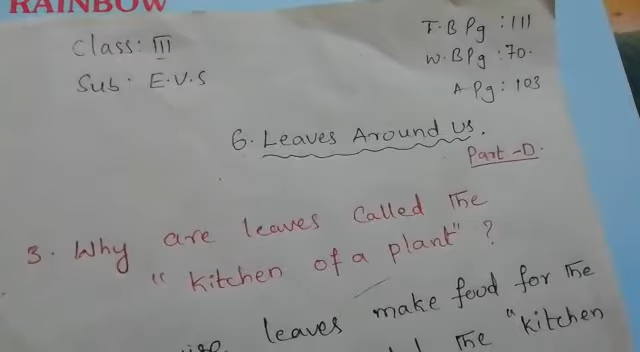 RAINBOW
Class: III
Sub: E.V.S
T.B Pg : 111
W.B Pg : 70.
A Pg : 103
6. Leaves Around us.
Part-D.
3. Why are leaves called the
"kitchen of a plant" ?
leaves make food for the
the "kitchen